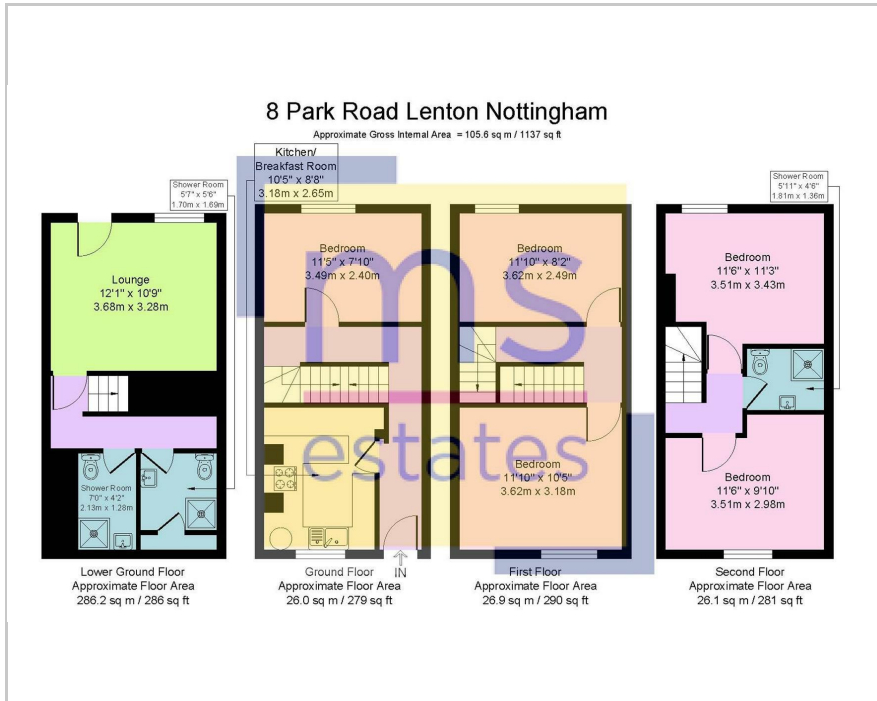 8 Park Road Lenton Nottingham
Approximate Gross Internal Area = 105.6 sq m / 1137 sq ft
Shower Room
5'7" x 5'6"
1.70m x 1.69m
Kitchen/
Breakfast Room
10'5" x 8'8"
3.18m x 2.65m
Shower Room
5'11" x 4'6"
1.81m x 1.36m
Lounge
12'1" x 10'9"
3.68m x 3.28m
Bedroom
11'5" x 7'10"
3.49m x 2.40m
Bedroom
11'10" x 8'2"
3.62m x 2.49m
Bedroom
11'6" x 11'3"
3.51m x 3.43m
ms
estates
Shower Room
7'0" x 4'2"
2.13m x 1.28m
Bedroom
11'10" x 10'5"
3.62m x 3.18m
Bedroom
11'6" x 9'10"
3.51m x 2.98m
IN
Lower Ground Floor
Approximate Floor Area
286.2 sq m / 286 sq ft
Ground Floor
Approximate Floor Area
26.0 sq m / 279 sq ft
First Floor
Approximate Floor Area
26.9 sq m / 290 sq ft
Second Floor
Approximate Floor Area
26.1 sq m / 281 sq ft